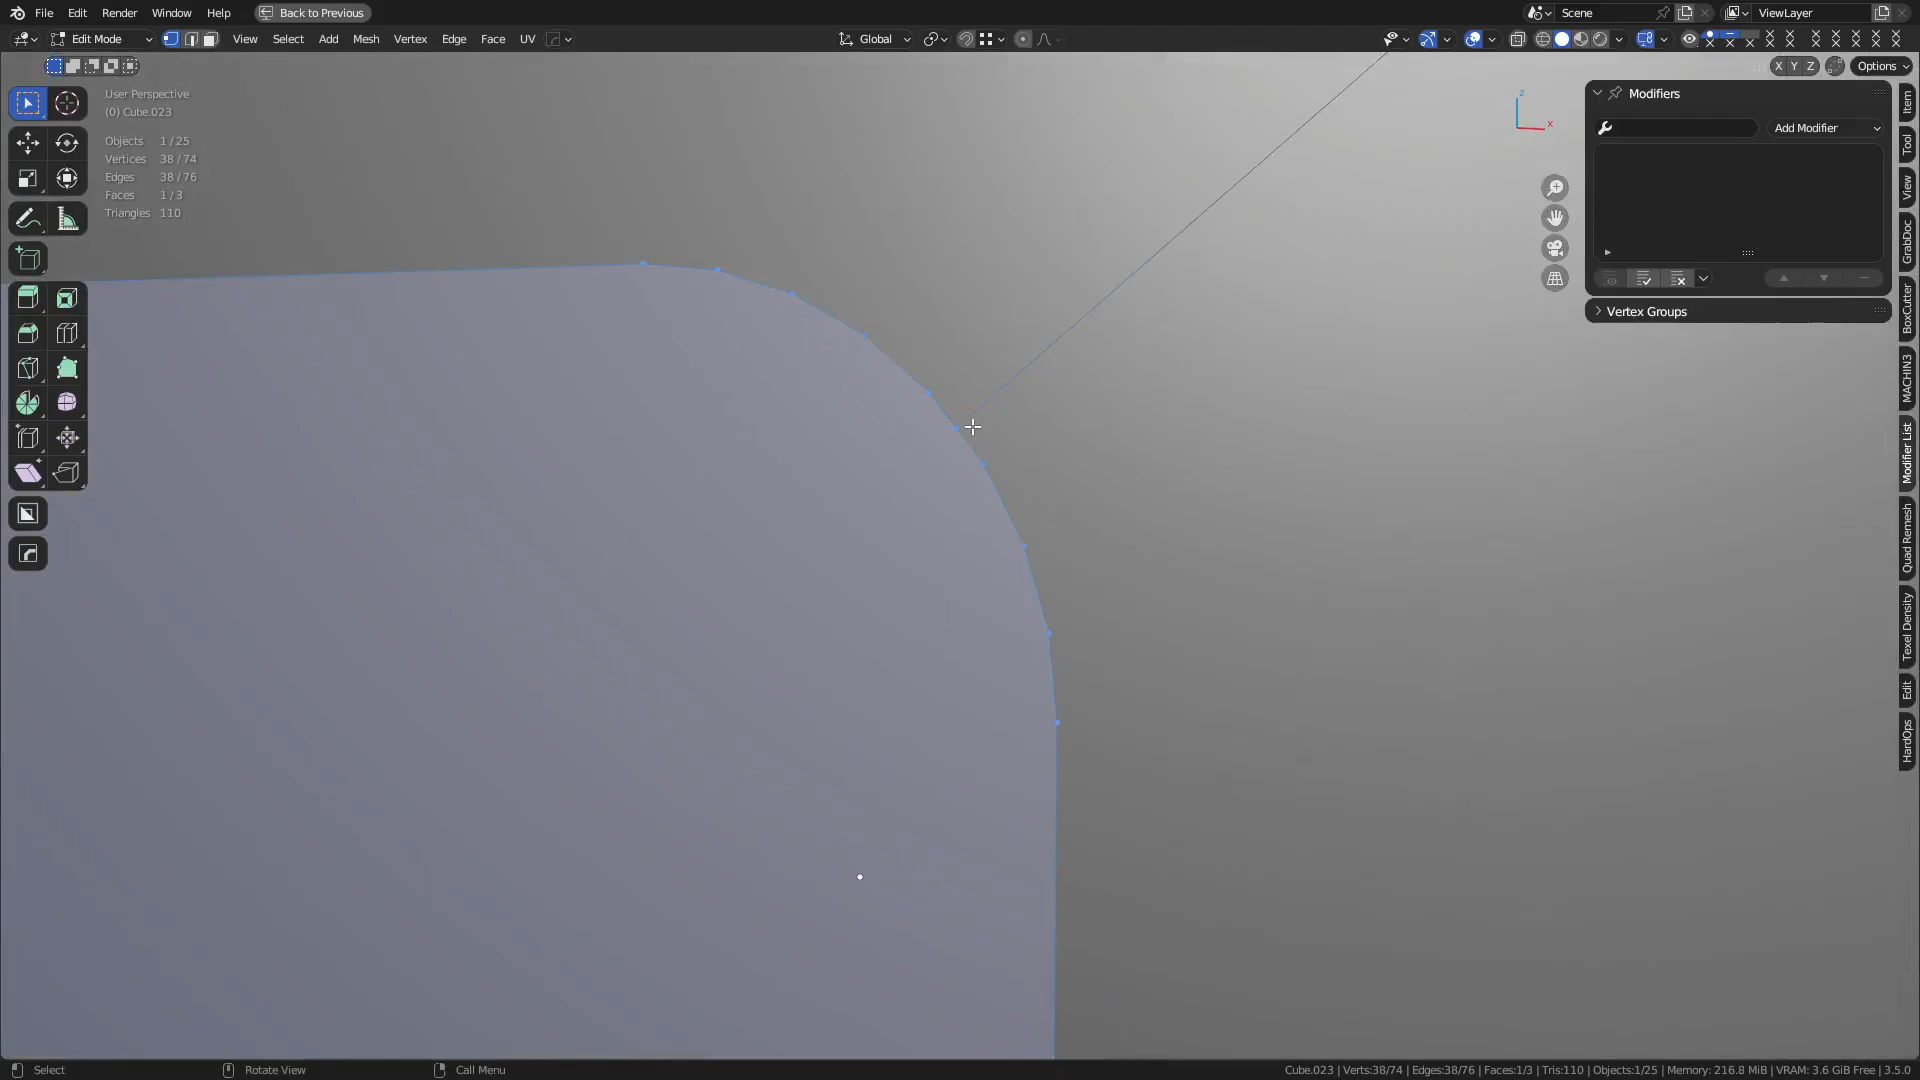 File Edit Render Window Help Back to Previous Scene ViewLayer
Edit Mode View Select Add Mesh Vertex Edge Face UV Global
X Y Z Options
User Perspective
(0) Cube.023
Objects 1 / 25
Vertices 38 / 74
Edges 38 / 76
Faces 1 / 3
Triangles 110
Z
X
Modifiers
Add Modifier
Vertex Groups
Item
Tool
View
GrabDoc
BoxCutter
MACHIN3
Modifier List
Quad Remesh
Texel Density
Edit
HardOps
Select Rotate View Call Menu Cube.023 | Verts:38/74 | Edges:38/76 | Faces:1/3 | Tris:110 | Objects:1/25 | Memory: 216.8 MiB | VRAM: 3.6 GiB Free | 3.5.0